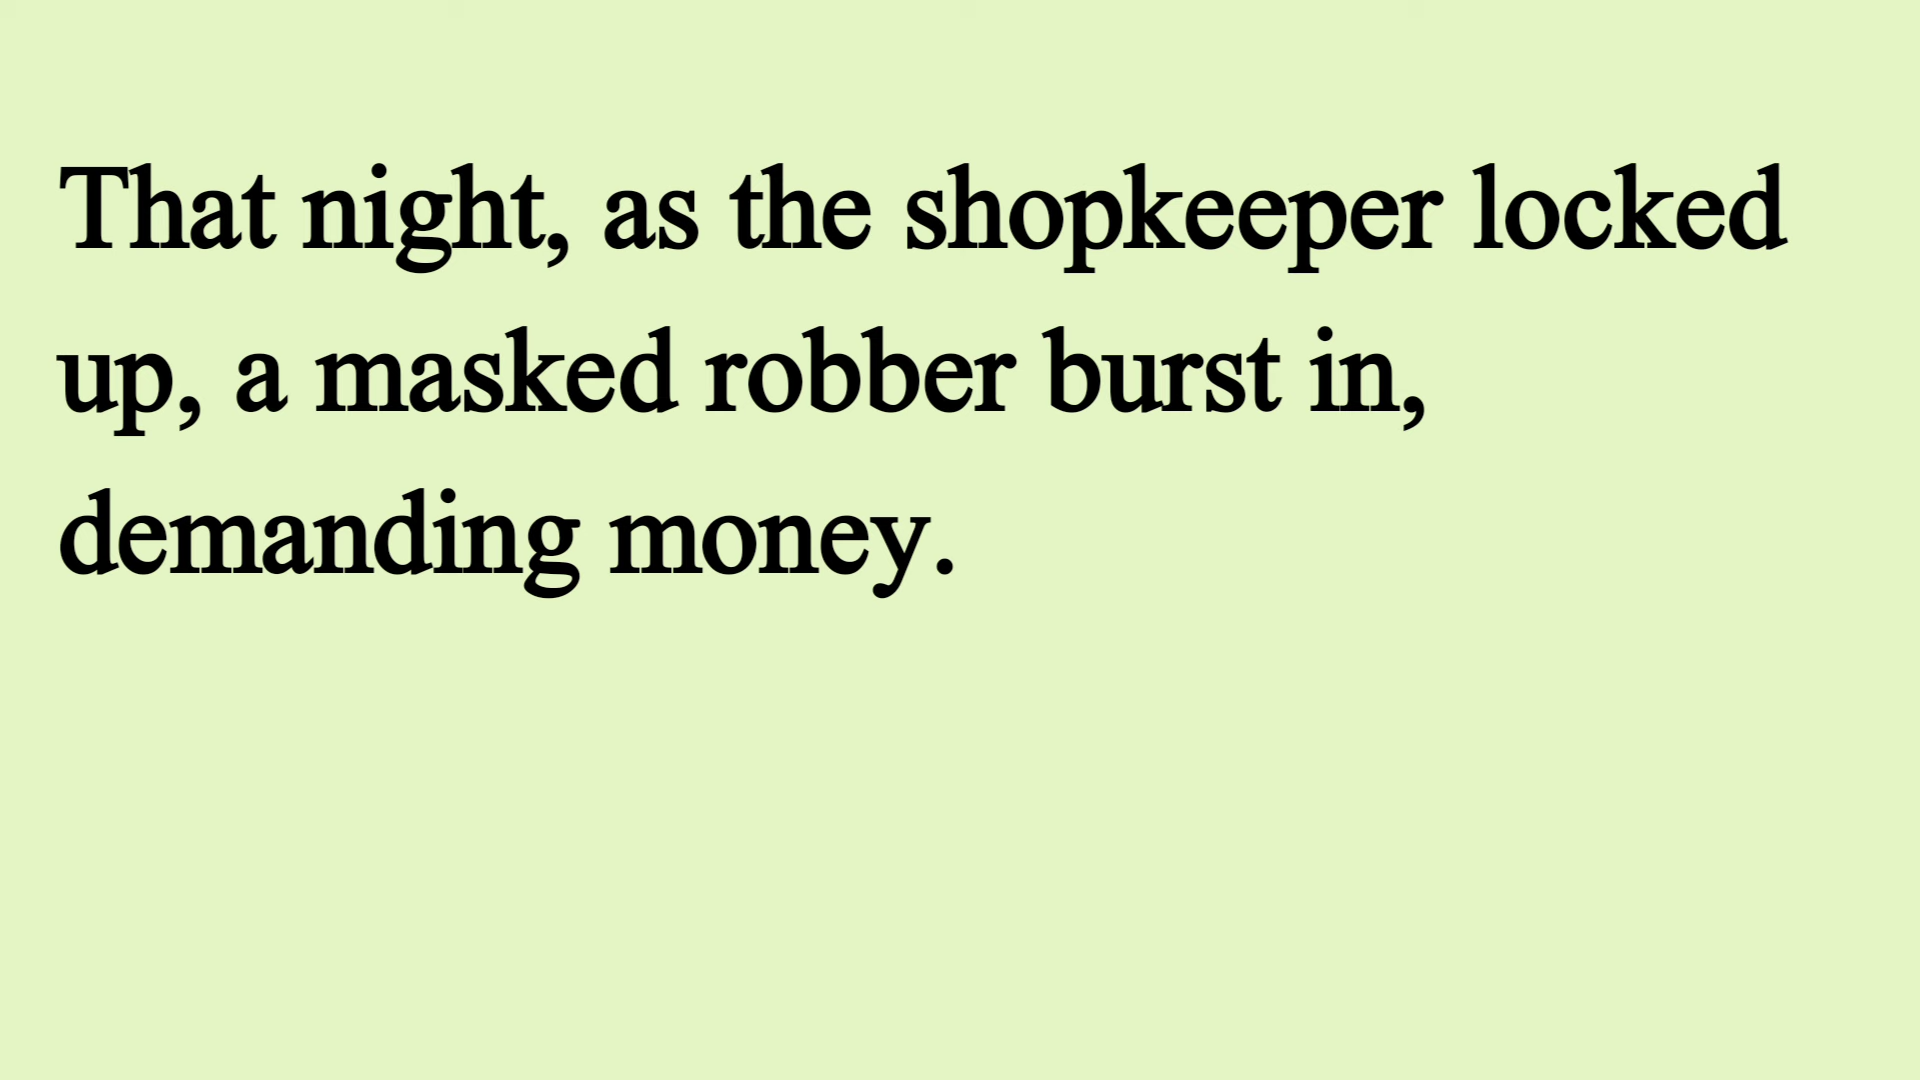 That night, as the shopkeeper locked
up, a masked robber burst in,
demanding money.